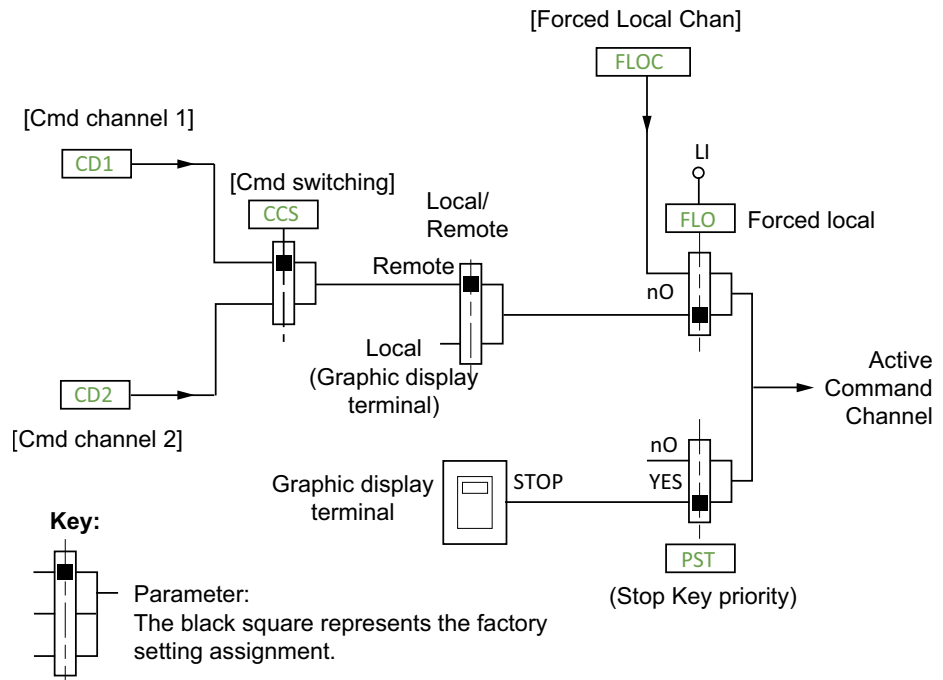 [Forced Local Chan]
FLOC
[Cmd channel 1]
CD1
[Cmd switching]
CCS
Local/
Remote
LI
FLO
Forced local
Remote
nO
Local
(Graphic display
terminal)
CD2
[Cmd channel 2]
Active
Command
Channel
nO
YES
STOP
Graphic display
terminal
PST
(Stop Key priority)
Key:
Parameter:
The black square represents the factory
setting assignment.